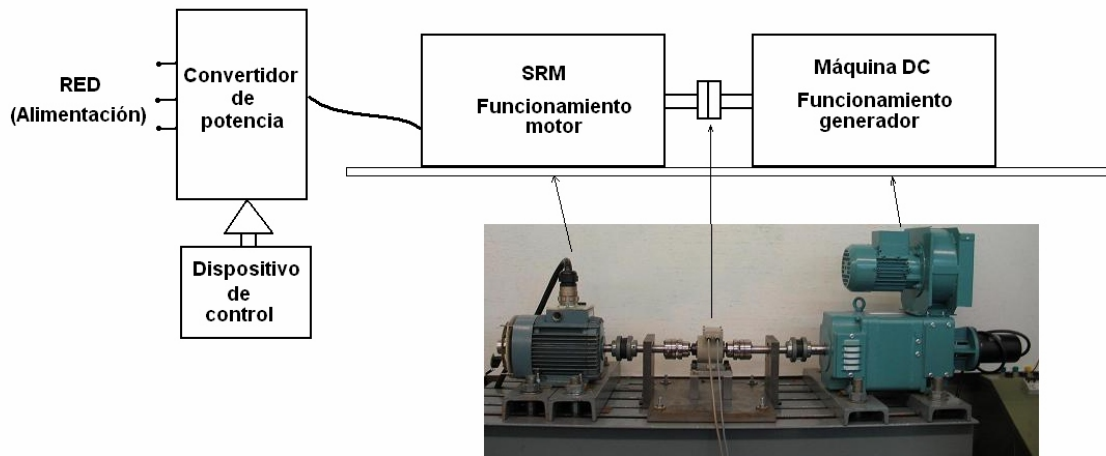 RED
(Alimentación)
Convertidor
de
potencia
Dispositivo
de
control
SRM
Funcionamiento
motor
Máquina DC
Funcionamiento
generador